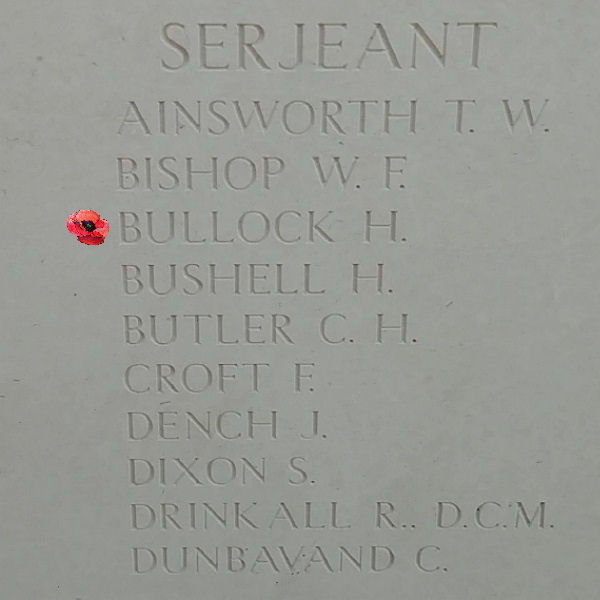 SERJEANT
AINSWORTH T. W.
BISHOP W. F.
BULLOCK H.
BUSHELL H.
BUTLER C. H.
CROFT F.
DENCH J.
DIXON S.
DRINKALL R., D.C.M.
DUNBAVAND C.